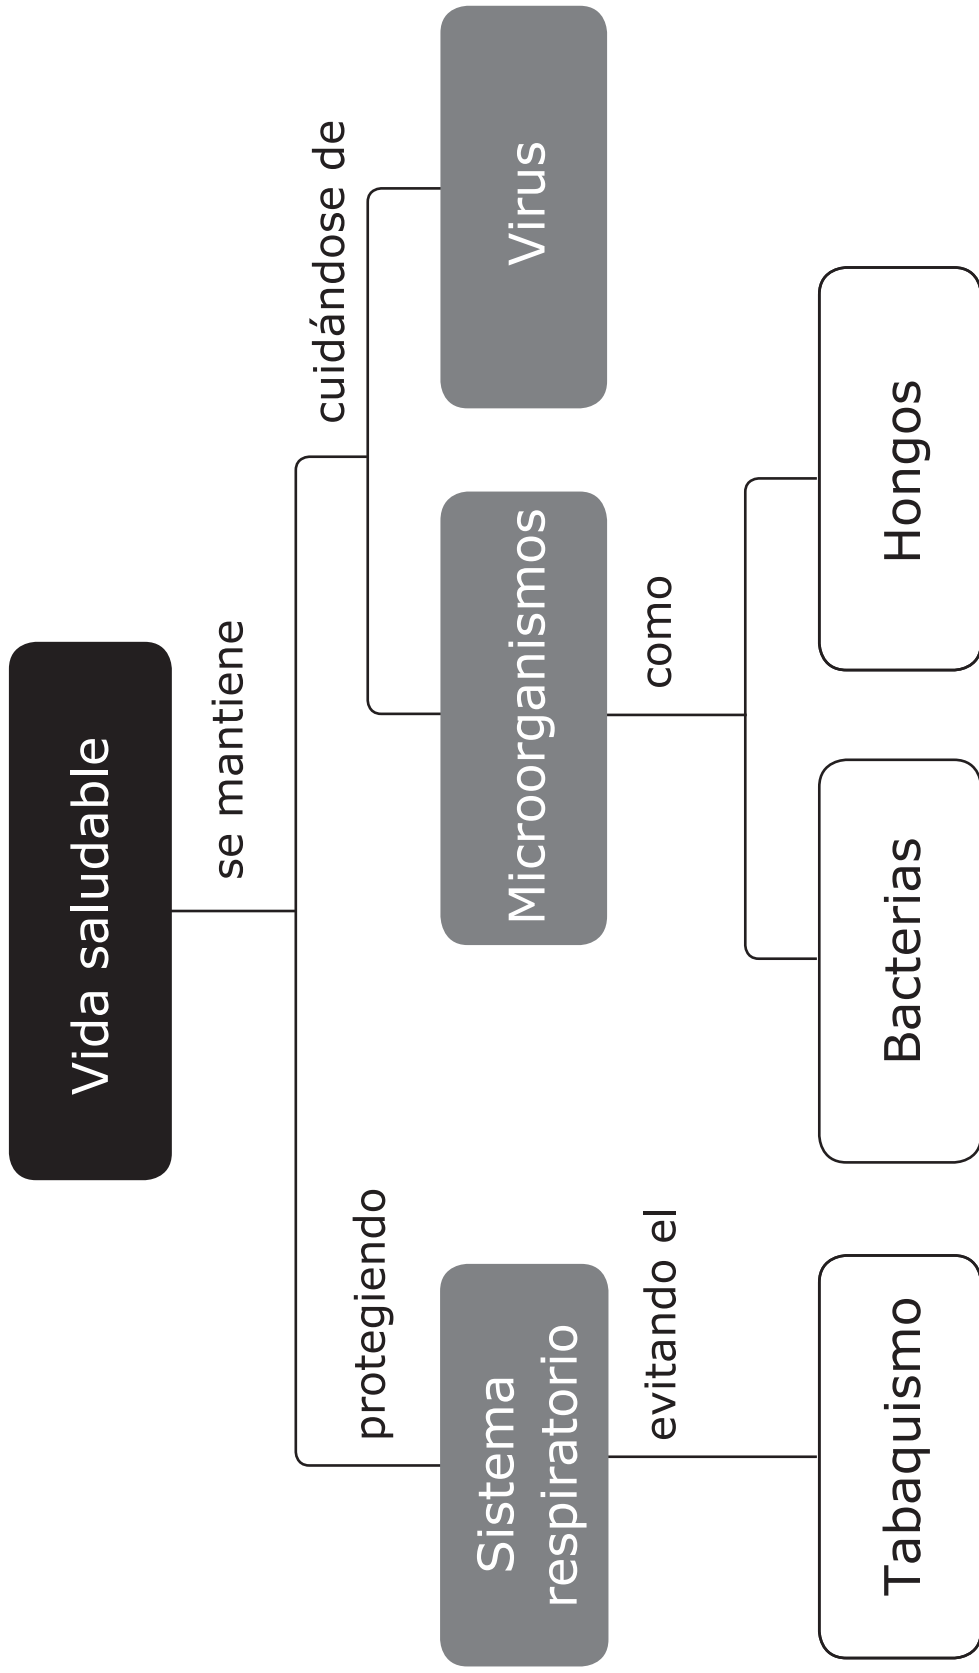 Vida saludable
se mantiene
protegiendo
cuidándose de
Sistema
respiratorio
Microorganismos
Virus
evitando el
como
Tabaquismo
Bacterias
Hongos